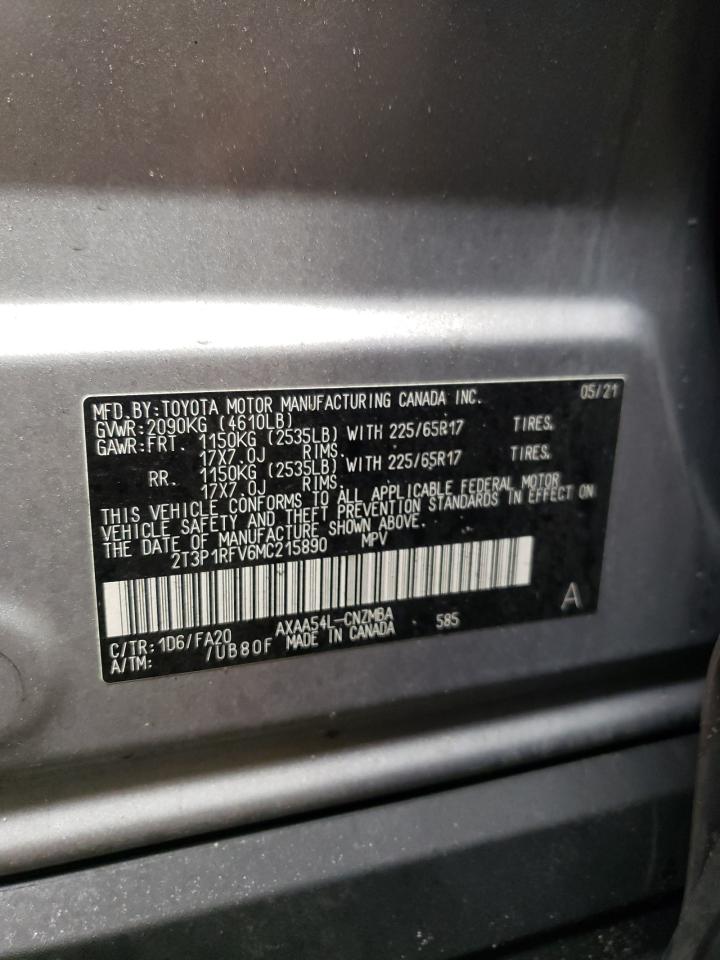 MFD.BY:TOYOTA MOTOR MANUFACTURING CANADA INC. 05/21
GVWR:2090KG (4610LB)
GAWR:FRT. 1150KG (2535LB) WITH 225/65R17 TIRES.
17X7.0J RIMS.
RR. 1150KG (2535LB) WITH 225/65R17 TIRES.
17X7.0J RIMS.
THIS VEHICLE CONFORMS TO ALL APPLICABLE FEDERAL MOTOR
VEHICLE SAFETY AND THEFT PREVENTION STANDARDS IN EFFECT ON
THE DATE OF MANUFACTURE SHOWN ABOVE.
2T3P1RFV6MC215890 MPV
A
C/TR:1D6/FA20 AXAA54L-CNZMBA 585
A/TM: /UB80F MADE IN CANADA